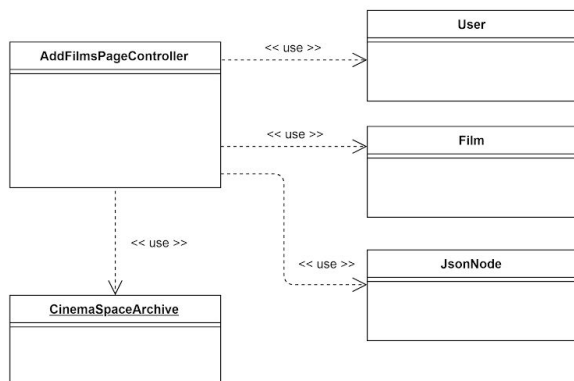 User
AddFilmsPageController
<< use >>
<< use >>
Film
<< use >>
JsonNode
<< use >>
CinemaSpaceArchive